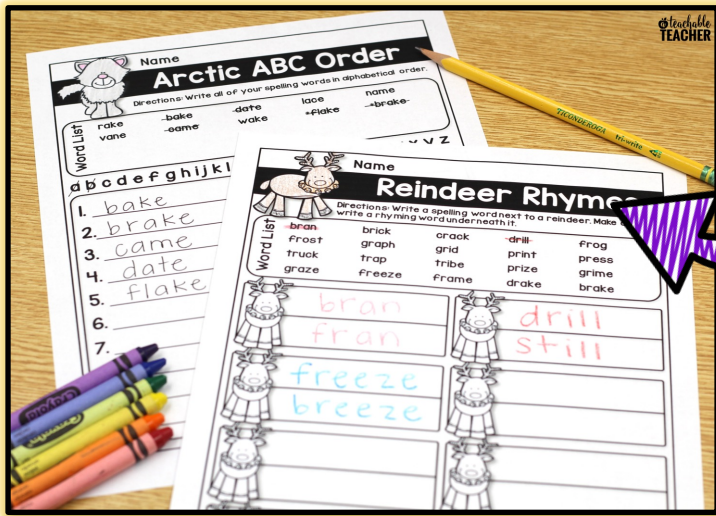 teachable
TEACHER
Name
Arctic ABC Order
Directions: Write all of your spelling words in alphabetical order.
Word List
rake bake date lace name
vane came wake *flake *brake
a b c d e f g h i j k l
v y z
1. bake
2. brake
3. came
4. date
5. flake
6.
7.
TICONDEROGA tri-write
Crayons
Name
Reindeer Rhymes
Directions: Write a spelling word next to a reindeer. Make
write a rhyming word underneath it.
Word List
bran brick crack drill frog
frost graph grid print press
truck trap tribe prize grime
graze freeze frame drake brake
bran
fran
drill
still
freeze
breeze